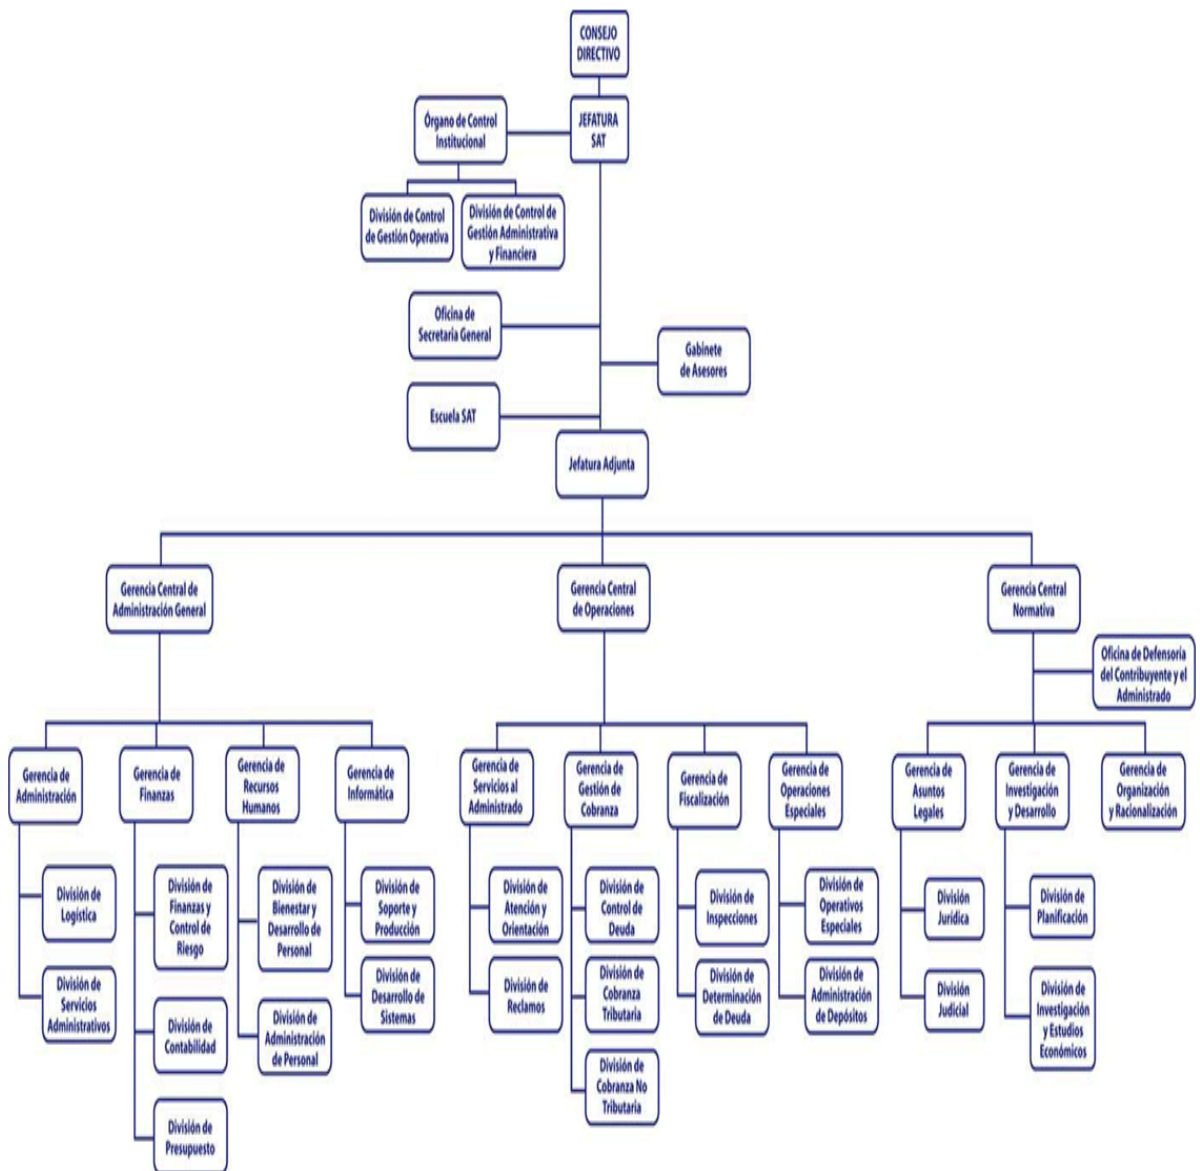 CONSEJO
DIRECTIVO
JEFATURA
SAT
Órgano de Control
Institucional
División de Control
de Gestión Operativa
División de Control de
Gestión Administrativa
y Financiera
Oficina de
Secretaria General
Gabinete
de Asesores
Escuela SAT
Jefatura Adjunta
Gerencia Central de
Administración General
Gerencia Central
de Operaciones
Gerencia Central
Normativa
Oficina de Defensoría
del Contribuyente y el
Administrado
Gerencia de
Administración
Gerencia de
Finanzas
Gerencia de
Recursos
Humanos
Gerencia de
Informática
Gerencia de
Servicios al
Administrado
Gerencia de
Gestión de
Cobranza
Gerencia de
Fiscalización
Gerencia de
Operaciones
Especiales
Gerencia de
Asuntos
Legales
Gerencia de
Investigación
y Desarrollo
Gerencia de
Organización
y Racionalización
División de
Logística
División de
Servicios
Administrativos
División de
Finanzas y
Control de
Riesgo
División de
Contabilidad
División de
Presupuesto
División de
Bienestar y
Desarrollo de
Personal
División de
Administración
de Personal
División de
Soporte y
Producción
División de
Desarrollo de
Sistemas
División de
Atención y
Orientación
División de
Reclamos
División de
Control de
Deuda
División de
Cobranza
Tributaria
División de
Cobranza No
Tributaria
División de
Inspecciones
División de
Determinación
de Deuda
División de
Operativos
Especiales
División de
Administración
de Depósitos
División
Jurídica
División
Judicial
División de
Planificación
División de
Investigación
y Estudios
Económicos